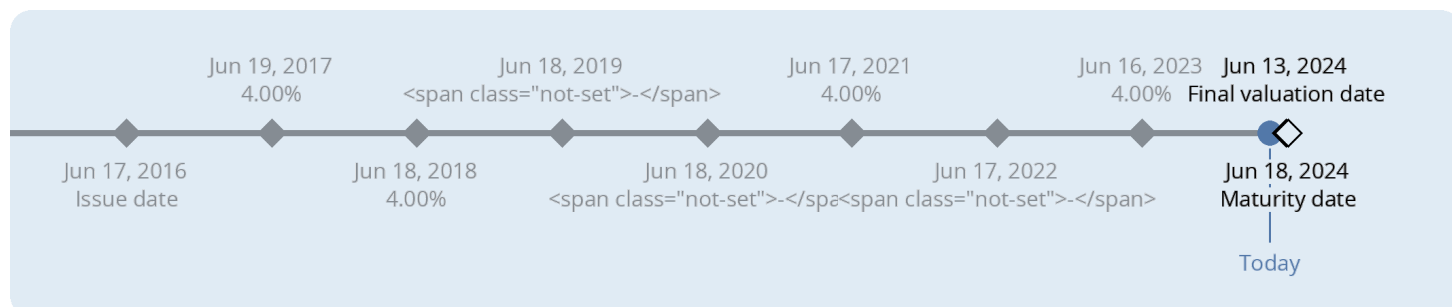 Jun 19, 2017
4.00%
Jun 18, 2019
<span class="not-set">-</span>
Jun 17, 2021
4.00%
Jun 16, 2023
4.00%
Jun 13, 2024
Final valuation date
Jun 17, 2016
Issue date
Jun 18, 2018
4.00%
Jun 18, 2020
<span class="not-set">-</spa
Jun 17, 2022
<span class="not-set">-</span>
Jun 18, 2024
Maturity date
Today